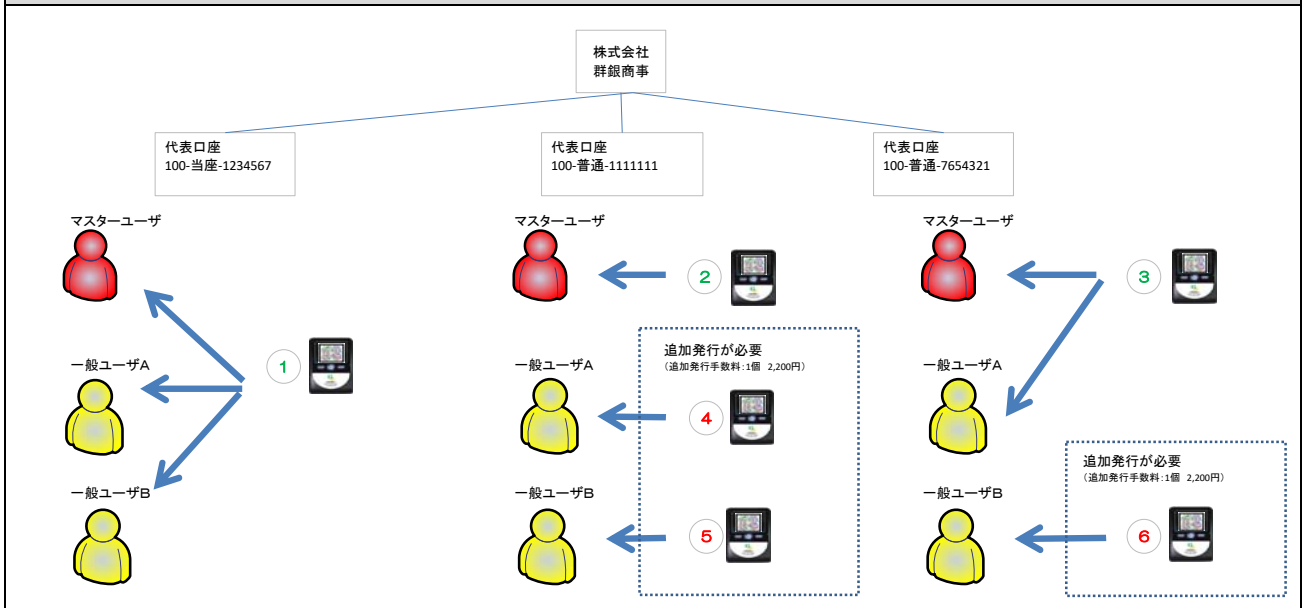 株式会社
群銀商事
代表口座
100-当座-1234567
代表口座
100-普通-1111111
代表口座
100-普通-7654321
マスターユーザ
マスターユーザ
マスターユーザ
1
2
3
追加発行が必要
（追加発行手数料：1個 2,200円）
一般ユーザA
一般ユーザA
一般ユーザA
4
追加発行が必要
（追加発行手数料：1個 2,200円）
一般ユーザB
一般ユーザB
一般ユーザB
5
6